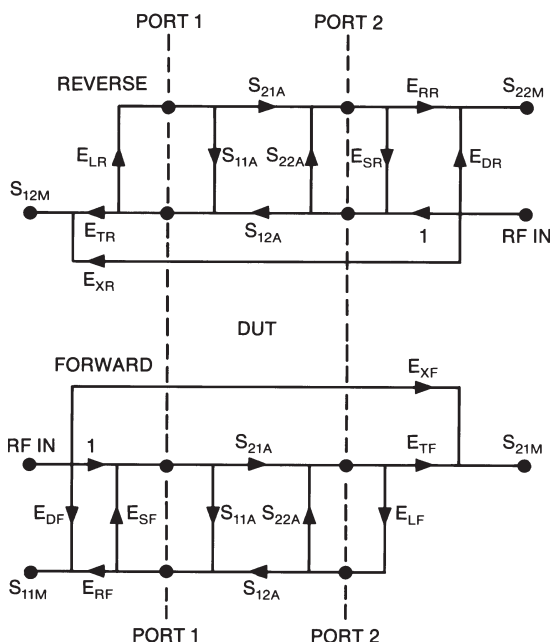 PORT 1 PORT 2
REVERSE S21A ERR S22M
ELR S11A S22A ESR EDR
S12M
ETR S12A 1 RF IN
EXR
DUT
FORWARD EXF
RF IN 1 S21A ETF S21M
EDF ESF S11A S22A ELF
S11M ERF S12A
PORT 1 PORT 2